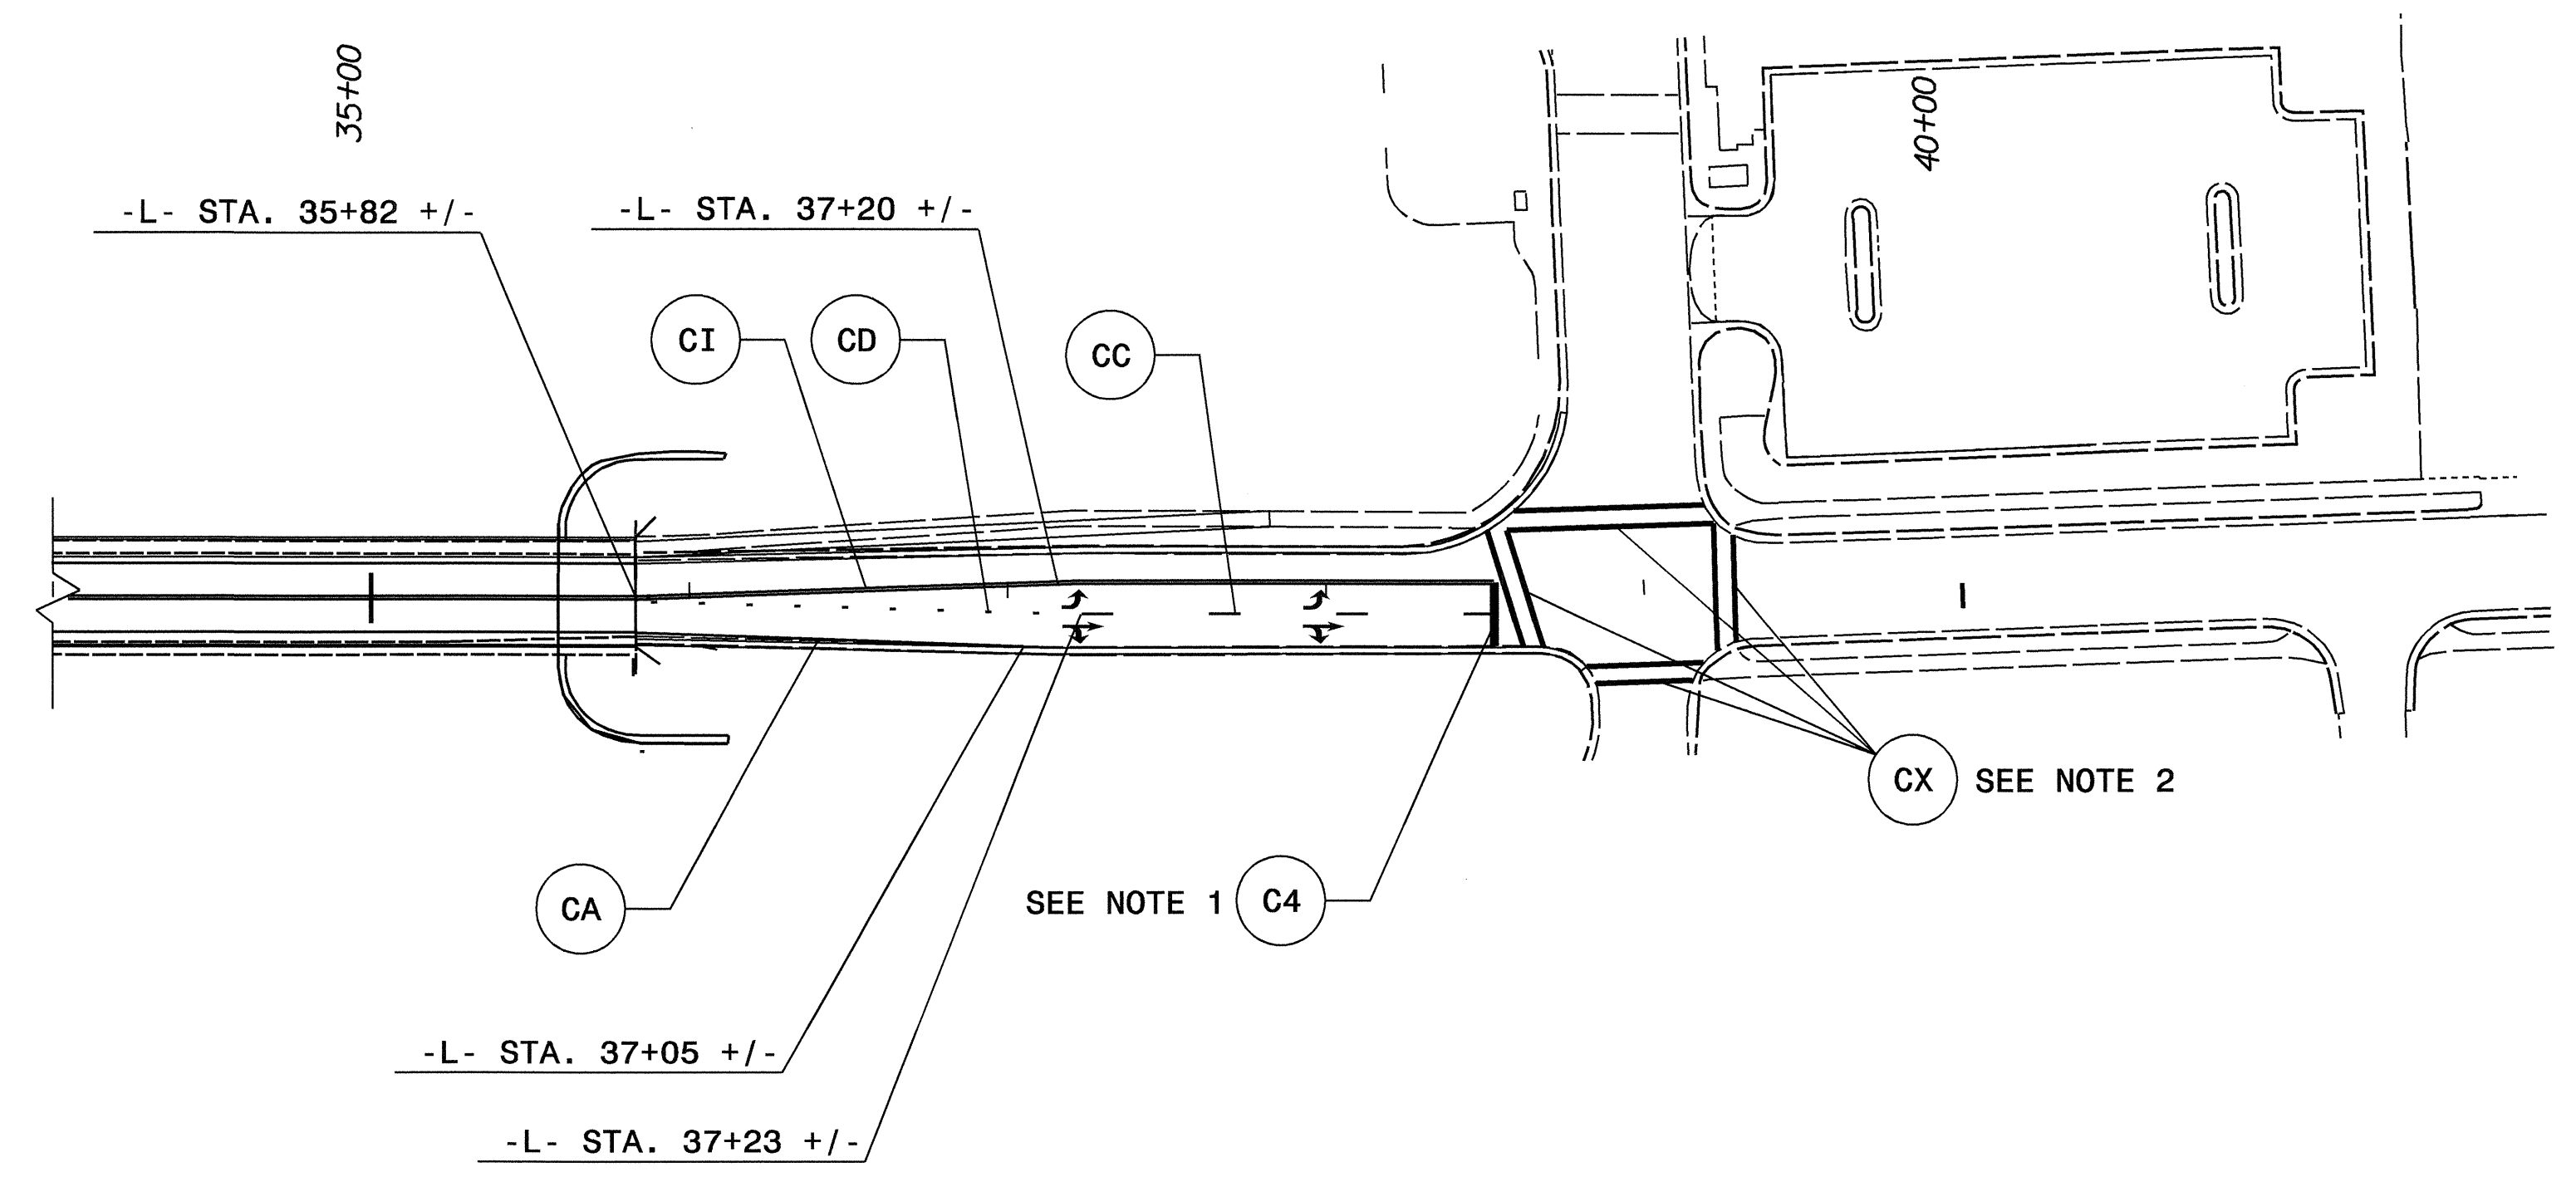 35+00
40+00
-L- STA. 35+82 +/-
-L- STA. 37+20 +/-
CI
CD
CC
CX SEE NOTE 2
CA
SEE NOTE 1 C4
-L- STA. 37+05 +/-
-L- STA. 37+23 +/-